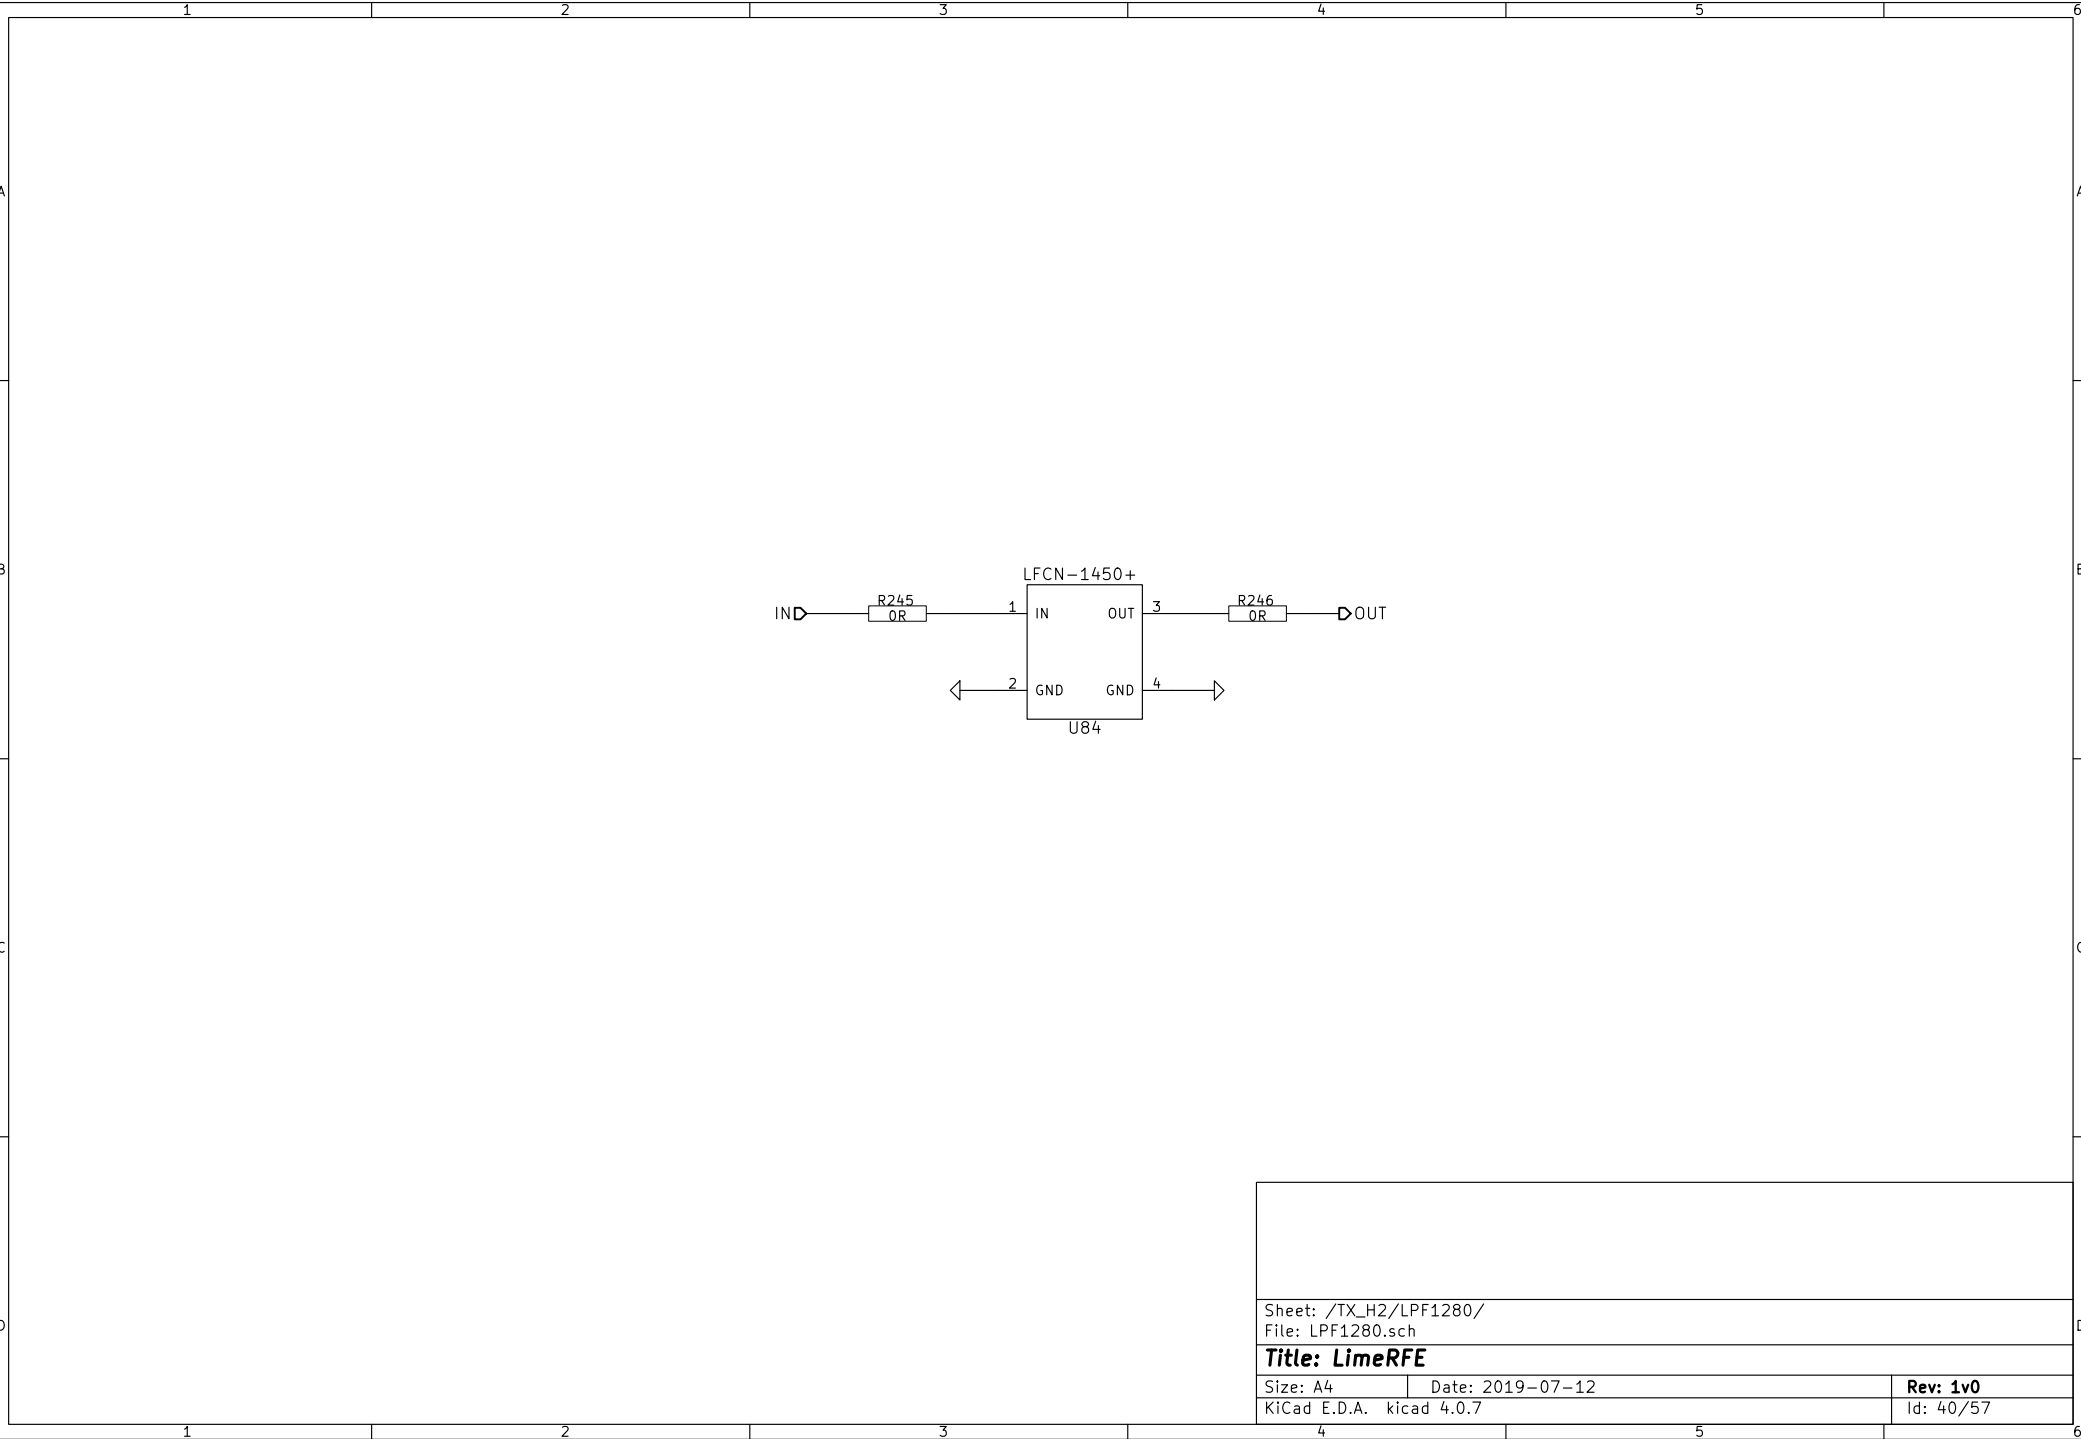 1 2 3 4 5 6
A A
LFCN-1450+
B
R245 R246
IN 0R 1 IN OUT 3 0R OUT
2 GND GND 4
U84
C
Sheet: /TX_H2/LPF1280/
File: LPF1280.sch
D
Title: LimeRFE
Size: A4 Date: 2019-07-12 Rev: 1v0
KiCad E.D.A. kicad 4.0.7 Id: 40/57
1 2 3 4 5 6